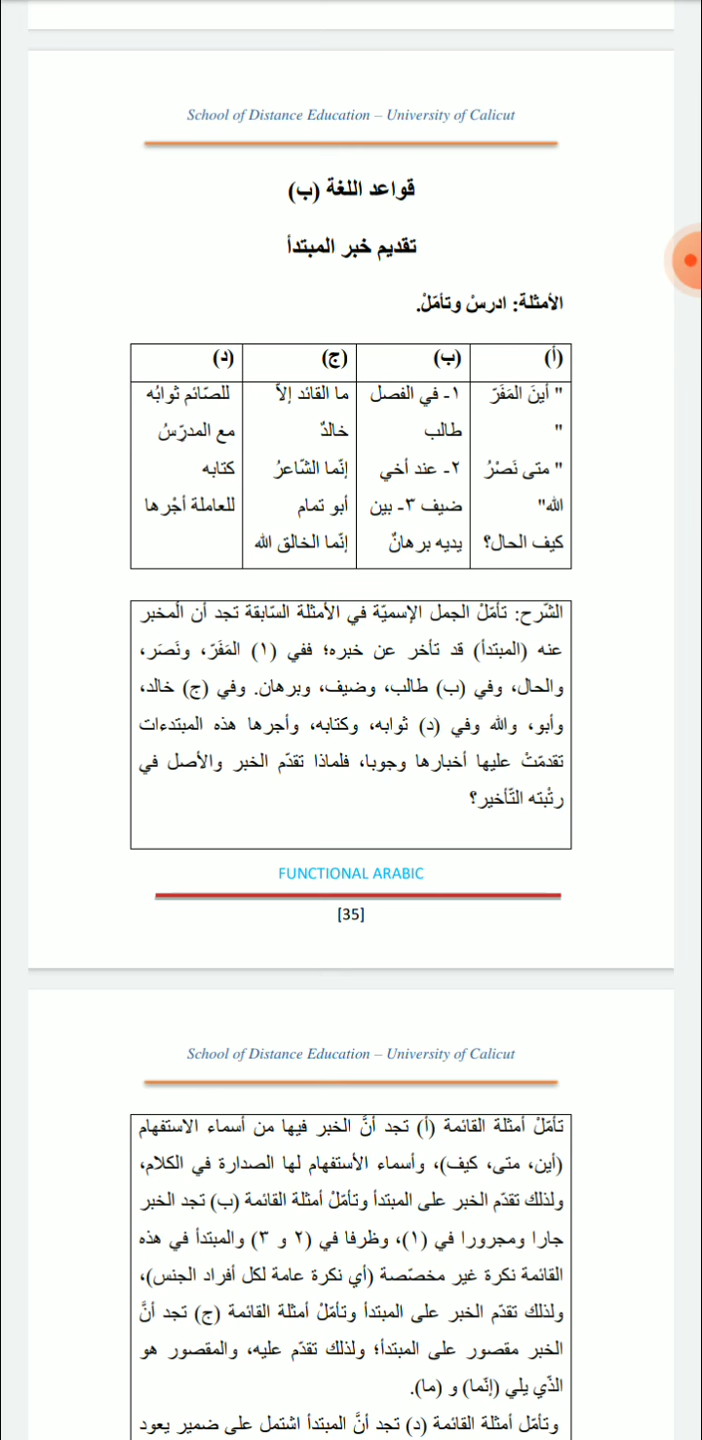 School of Distance Education – University of Calicut
قواعد اللغة (ب)
تقديم خبر المبتدأ
الأمثلة: ادرسْ وتأمّلْ.
(أ)
(ب)
(ج)
(د)
" أينَ المَفَرّ
"
" متى نَصْرُ
الله"
كيف الحال؟
١- في الفصل
طالب
٢- عند أخي
ضيف ٣- بين
يديه برهانٌ
ما القائد إلاّ
خالدٌ
إنّما الشّاعرُ
أبو تمام
إنّما الخالق الله
للصّائم ثوابُه
مع المدرّسُ
كتابه
للعاملة أجْرها
الشّرح: تأمّلْ الجمل الإسميّة في الأمثلة السّابقة تجد أن المخبر
عنه (المبتدأ) قد تأخر عن خبره؛ ففي (١) المَفَرّ، ونَصَر،
والحال، وفي (ب) طالب، وضيف، وبرهان. وفي (ج) خالد،
وأبو، والله وفي (د) ثوابه، وكتابه، وأجرها هذه المبتدءات
تقدمّتْ عليها أخبارها وجوبا، فلماذا تقدّم الخبر والأصل في
رتْبته التّأخير؟
FUNCTIONAL ARABIC
[35]
School of Distance Education – University of Calicut
تأمّلْ أمثلة القائمة (أ) تجد أنَّ الخبر فيها من أسماء الاستفهام
(أين، متى، كيف)، وأسماء الأستفهام لها الصدارة في الكلام،
ولذلك تقدّم الخبر على المبتدأ وتأمّلْ أمثلة القائمة (ب) تجد الخبر
جارا ومجرورا في (١)، وظرفا في (٢ و ٣) والمبتدأ في هذه
القائمة نكرة غير مخصّصة (أي نكرة عامة لكل أفراد الجنس)،
ولذلك تقدّم الخبر على المبتدأ وتأمّلْ أمثلة القائمة (ج) تجد أنَّ
الخبر مقصور على المبتدأ؛ ولذلك تقدّم عليه، والمقصور هو
الذّي يلي (إنّما) و (ما).
وتأمّل أمثلة القائمة (د) تجد أنَّ المبتدأ اشتمل على ضمير يعود